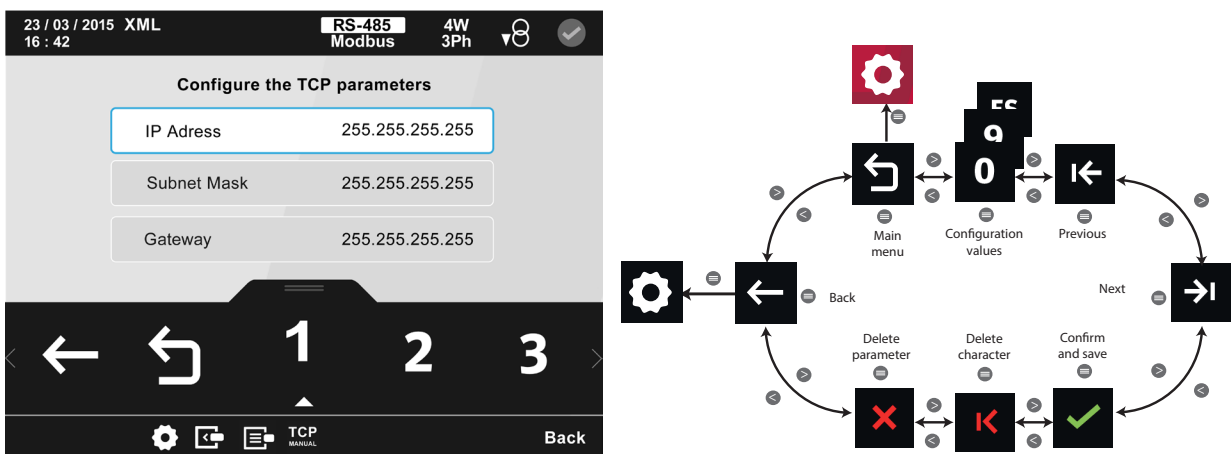 23 / 03 / 2015 XML
16 : 42
RS-485
Modbus
4W
3Ph
Configure the TCP parameters
IP Adress 255.255.255.255
Subnet Mask 255.255.255.255
Gateway 255.255.255.255
1 2 3
TCP
MANUAL
Back
ES
9
0
Main
menu
Configuration
values
Previous
Back
Next
Delete
parameter
Delete
character
Confirm
and save